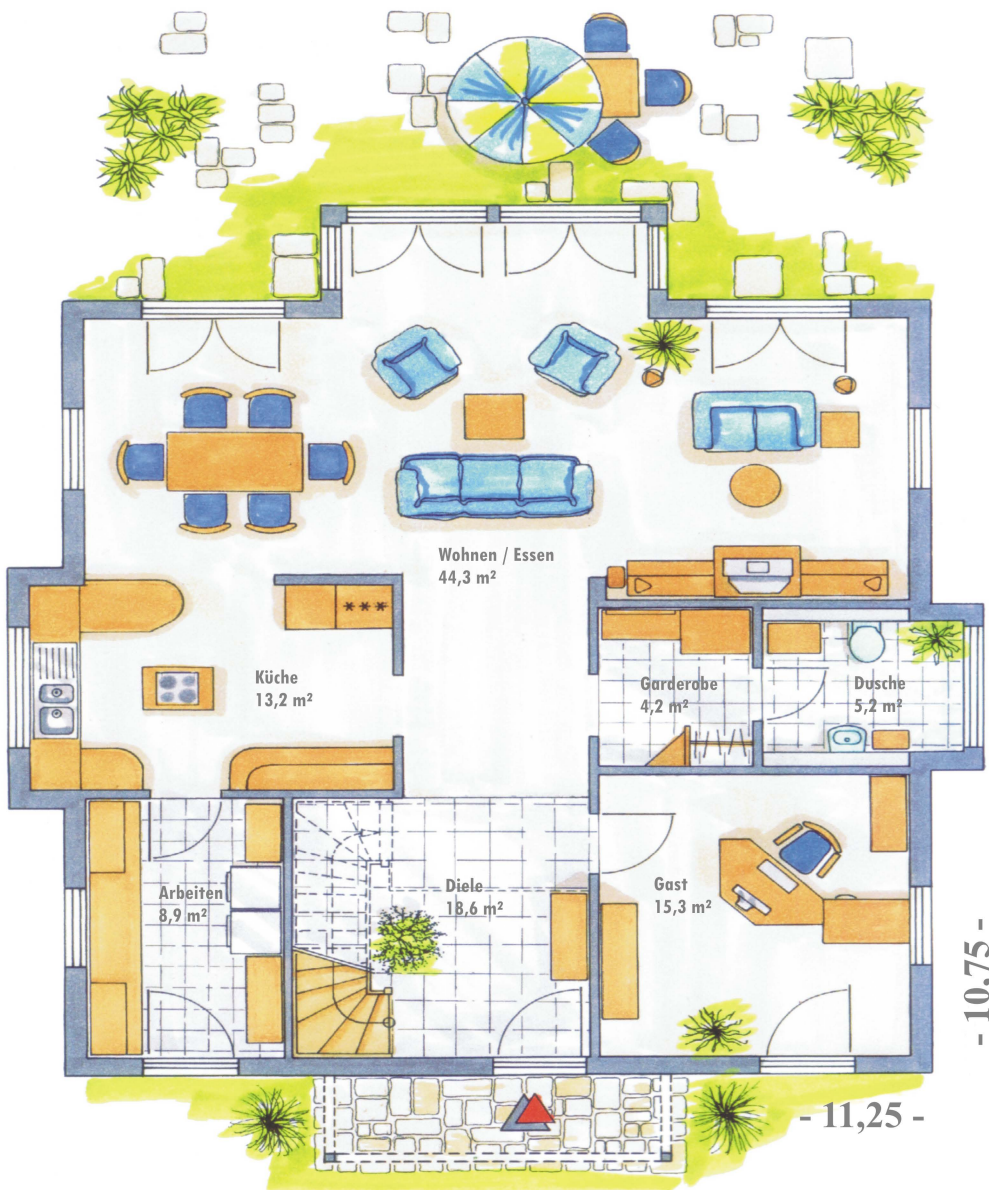 Wohnen / Essen
44,3 m²
Küche
13,2 m²
Garderobe
4,2 m²
Dusche
5,2 m²
Arbeiten
8,9 m²
Diele
18,6 m²
Gast
15,3 m²
- 10,75 -
- 11,25 -